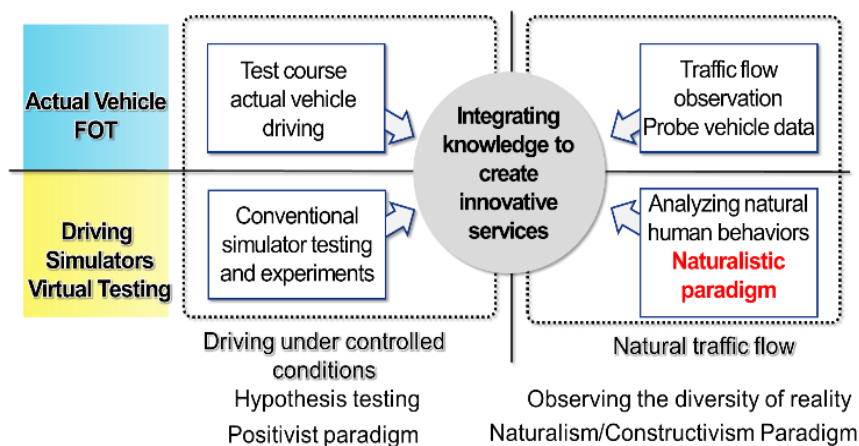 Actual Vehicle
FOT
Test course
actual vehicle
driving
Integrating
knowledge to
create
innovative
services
Traffic flow
observation
Probe vehicle data
Driving
Simulators
Virtual Testing
Conventional
simulator testing
and experiments
Analyzing natural
human behaviors
Naturalistic
paradigm
Driving under controlled
conditions
Hypothesis testing
Positivist paradigm
Natural traffic flow
Observing the diversity of reality
Naturalism/Constructivism Paradigm